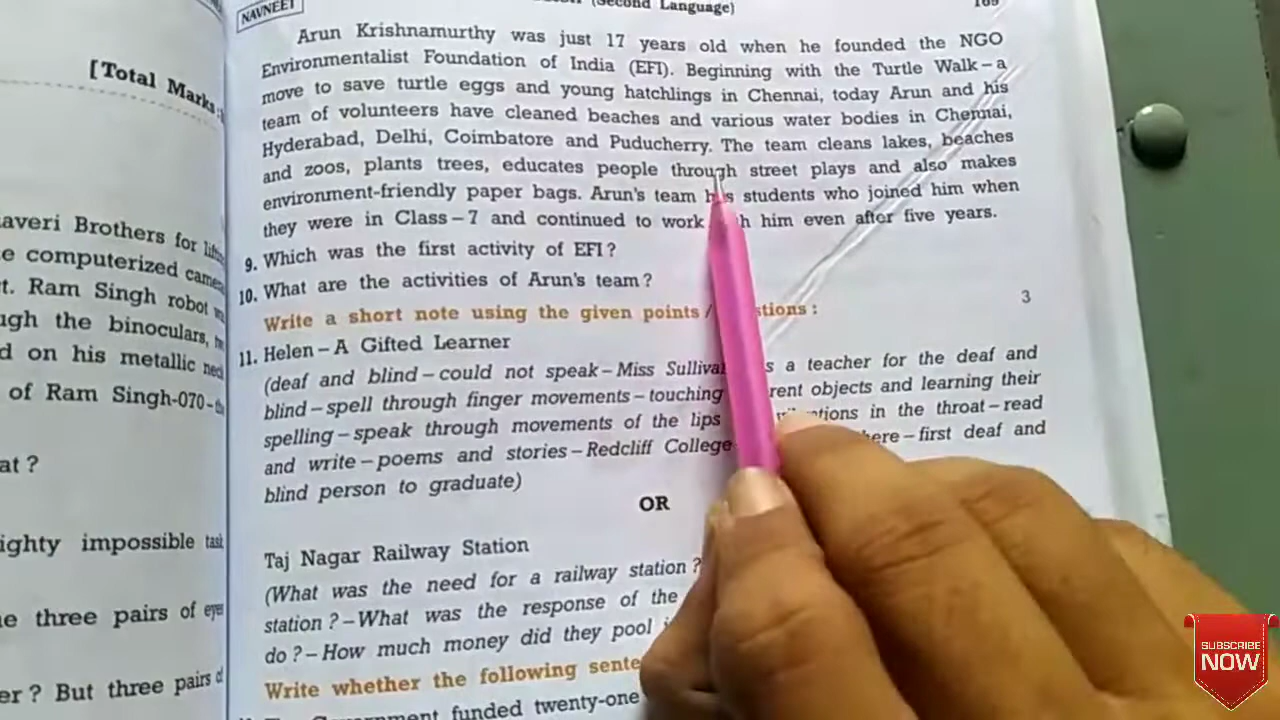 NAVNEET
(Second Language)
[Total Marks
Arun Krishnamurthy was just 17 years old when he founded the NGO
Environmentalist Foundation of India (EFI). Beginning with the Turtle Walk – a
move to save turtle eggs and young hatchlings in Chennai, today Arun and his
team of volunteers have cleaned beaches and various water bodies in Chennai,
Hyderabad, Delhi, Coimbatore and Puducherry. The team cleans lakes, beaches
and zoos, plants trees, educates people through street plays and also makes
environment-friendly paper bags. Arun's team students who joined him when
they were in Class – 7 and continued to work him even after five years.
9. Which was the first activity of EFI ?
10. What are the activities of Arun's team ?
Write a short note using the given points / :
3
11. Helen – A Gifted Learner
(deaf and blind – could not speak – Miss a teacher for the deaf and
blind – spell through finger movements – touching objects and learning their
spelling – speak through movements of the lips in the throat – read
and write – poems and stories – Redcliff College – first deaf and
blind person to graduate)
OR
Taj Nagar Railway Station
(What was the need for a railway station ?
station ? – What was the response of the
do ? – How much money did they pool
Write whether the following
Government funded twenty-one
averi Brothers for
e computerized
t. Ram Singh robot
ugh the binoculars,
d on his metallic
of Ram Singh-070 –
at ?
ighty impossible task
e three pairs of eyes
er ? But three pairs
SUBSCRIBE
NOW